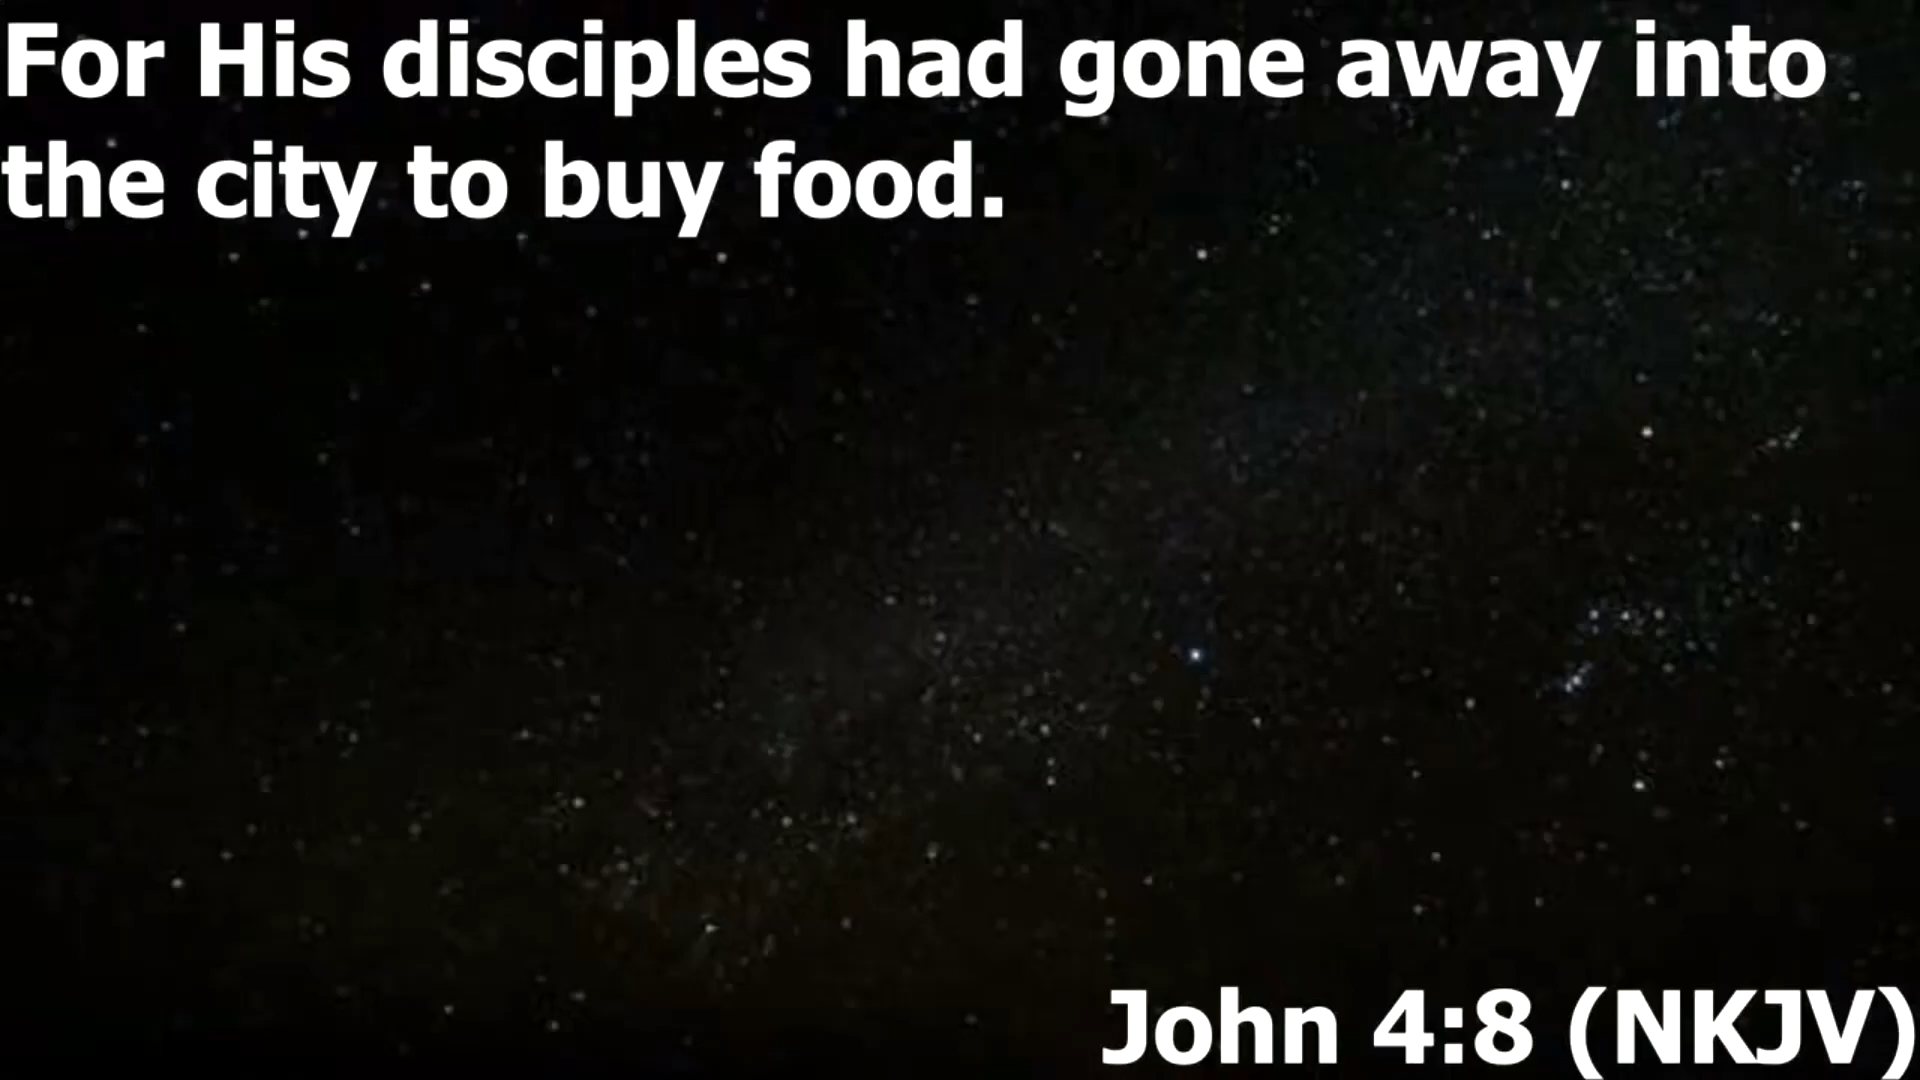 For His disciples had gone away into
the city to buy food.
John 4:8 (NKJV)